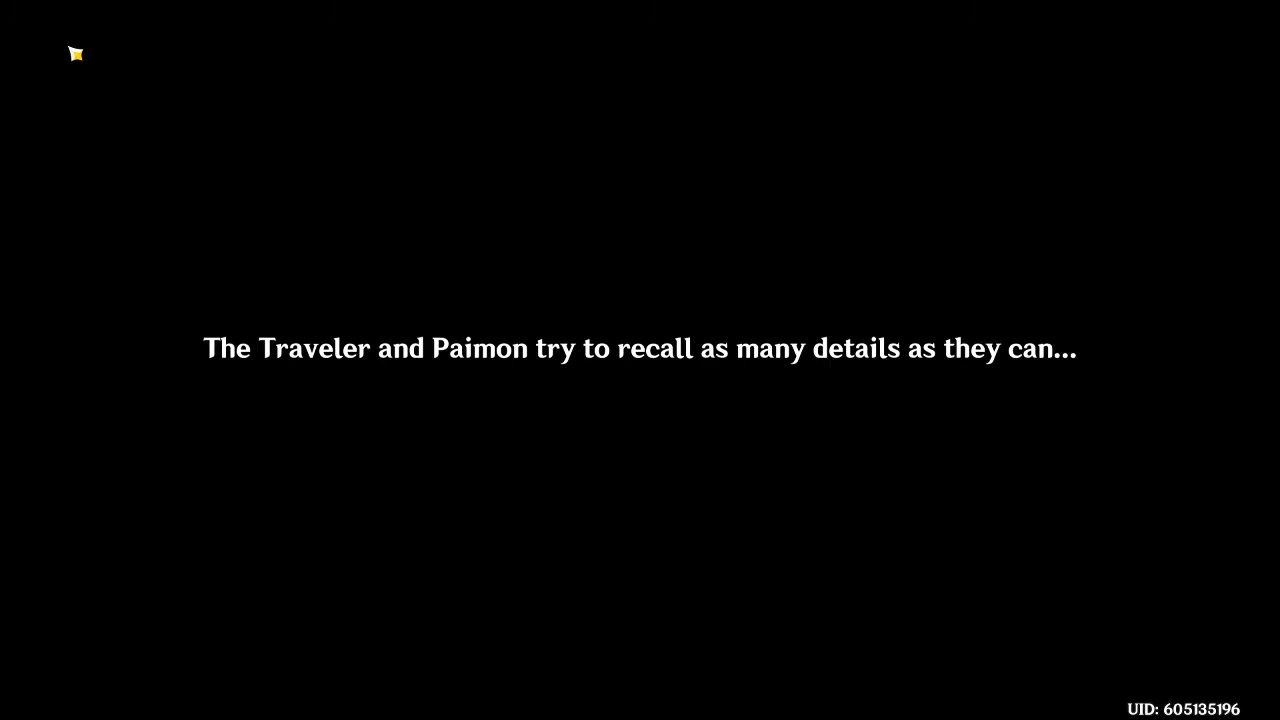 The Traveler and Paimon try to recall as many details as they can...
UID: 605135196